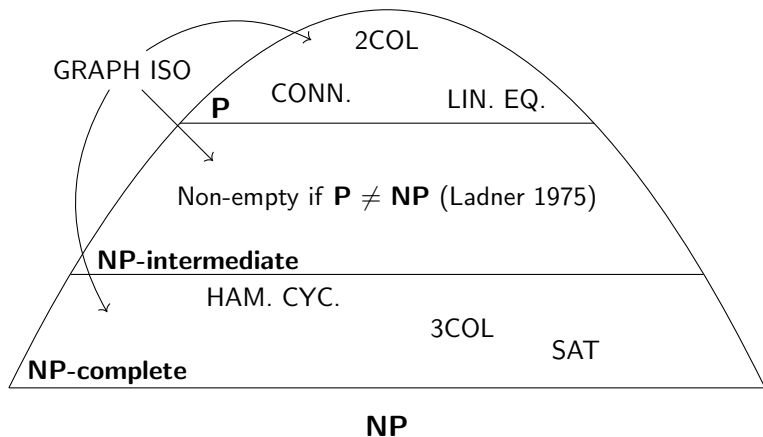 2COL
GRAPH ISO
CONN.
LIN. EQ.
P
Non-empty if P ≠ NP (Ladner 1975)
NP-intermediate
HAM. CYC.
3COL
SAT
NP-complete
NP